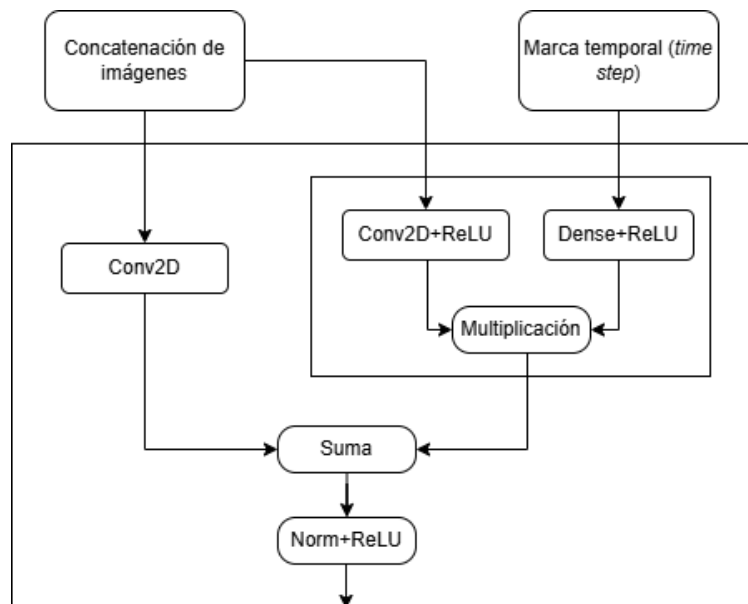 Concatenación de
imágenes
Marca temporal (time
step)
Conv2D+ReLU
Dense+ReLU
Conv2D
Multiplicación
Suma
Norm+ReLU